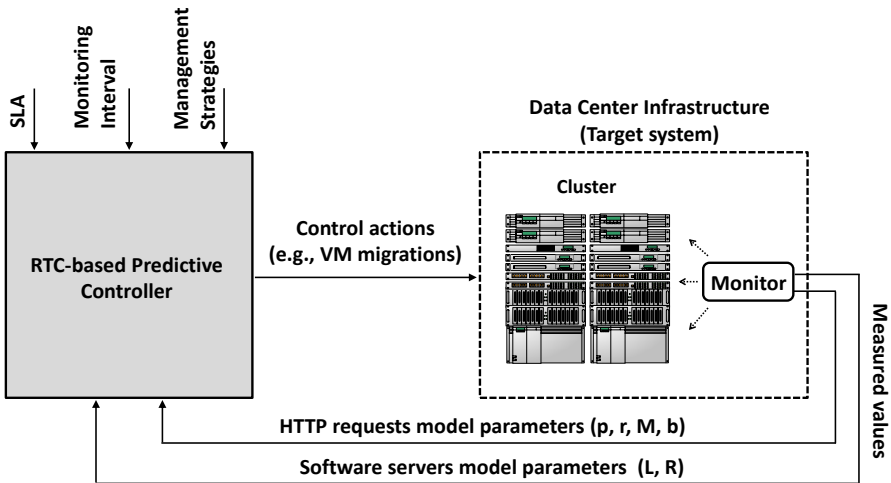 SLA
Monitoring
Interval
Management
Strategies
Data Center Infrastructure
(Target system)
Cluster
Control actions
(e.g., VM migrations)
RTC-based Predictive
Controller
Monitor
Measured values
HTTP requests model parameters (p, r, M, b)
Software servers model parameters (L, R)